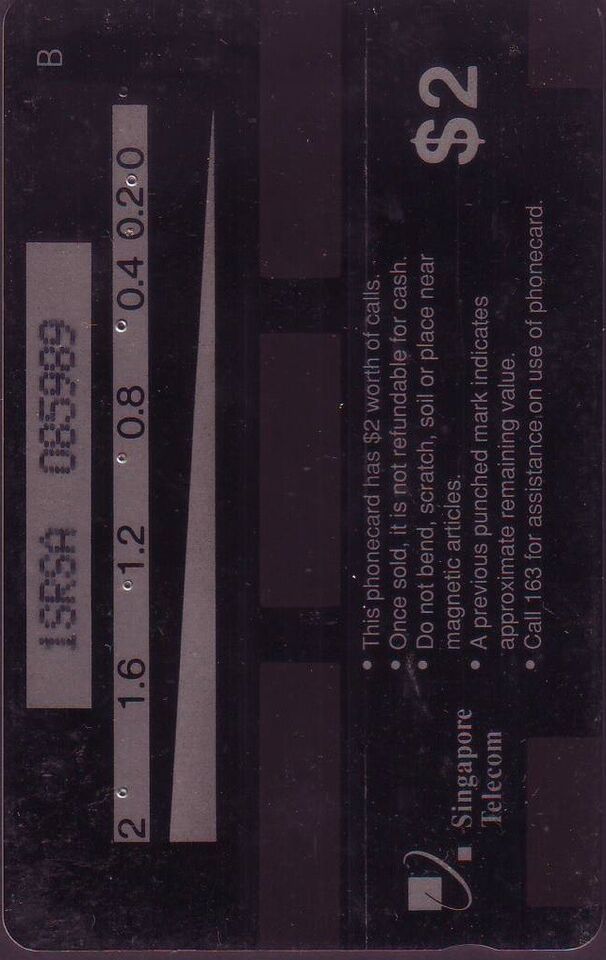 B
1SRSA 085989
2 1.6 1.2 0.8 0.4 0.2 0
Singapore
Telecom
• This phonecard has $2 worth of calls.
• Once sold, it is not refundable for cash.
• Do not bend, scratch, soil or place near
magnetic articles.
• A previous punched mark indicates
approximate remaining value.
• Call 163 for assistance on use of phonecard.
$2